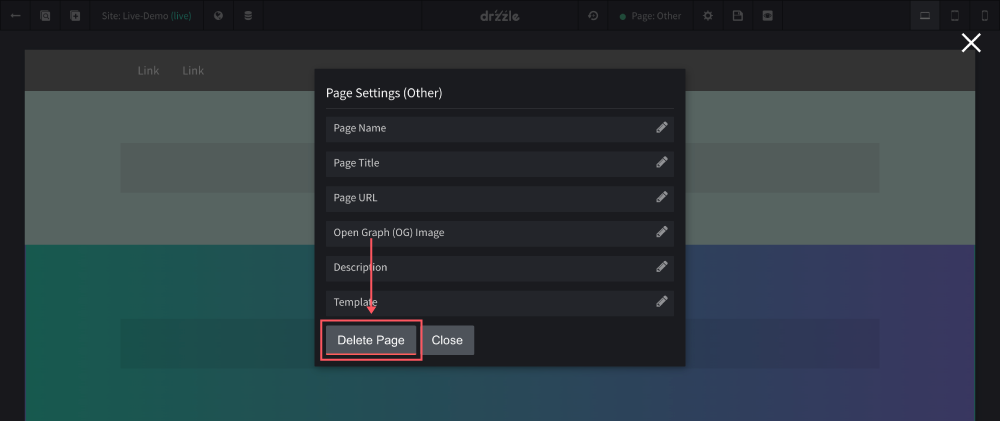 Site: Live-Demo (live)
drzzle
Page: Other
Link Link
Page Settings (Other)
Page Name
Page Title
Page URL
Open Graph (OG) Image
Description
Template
Delete Page Close